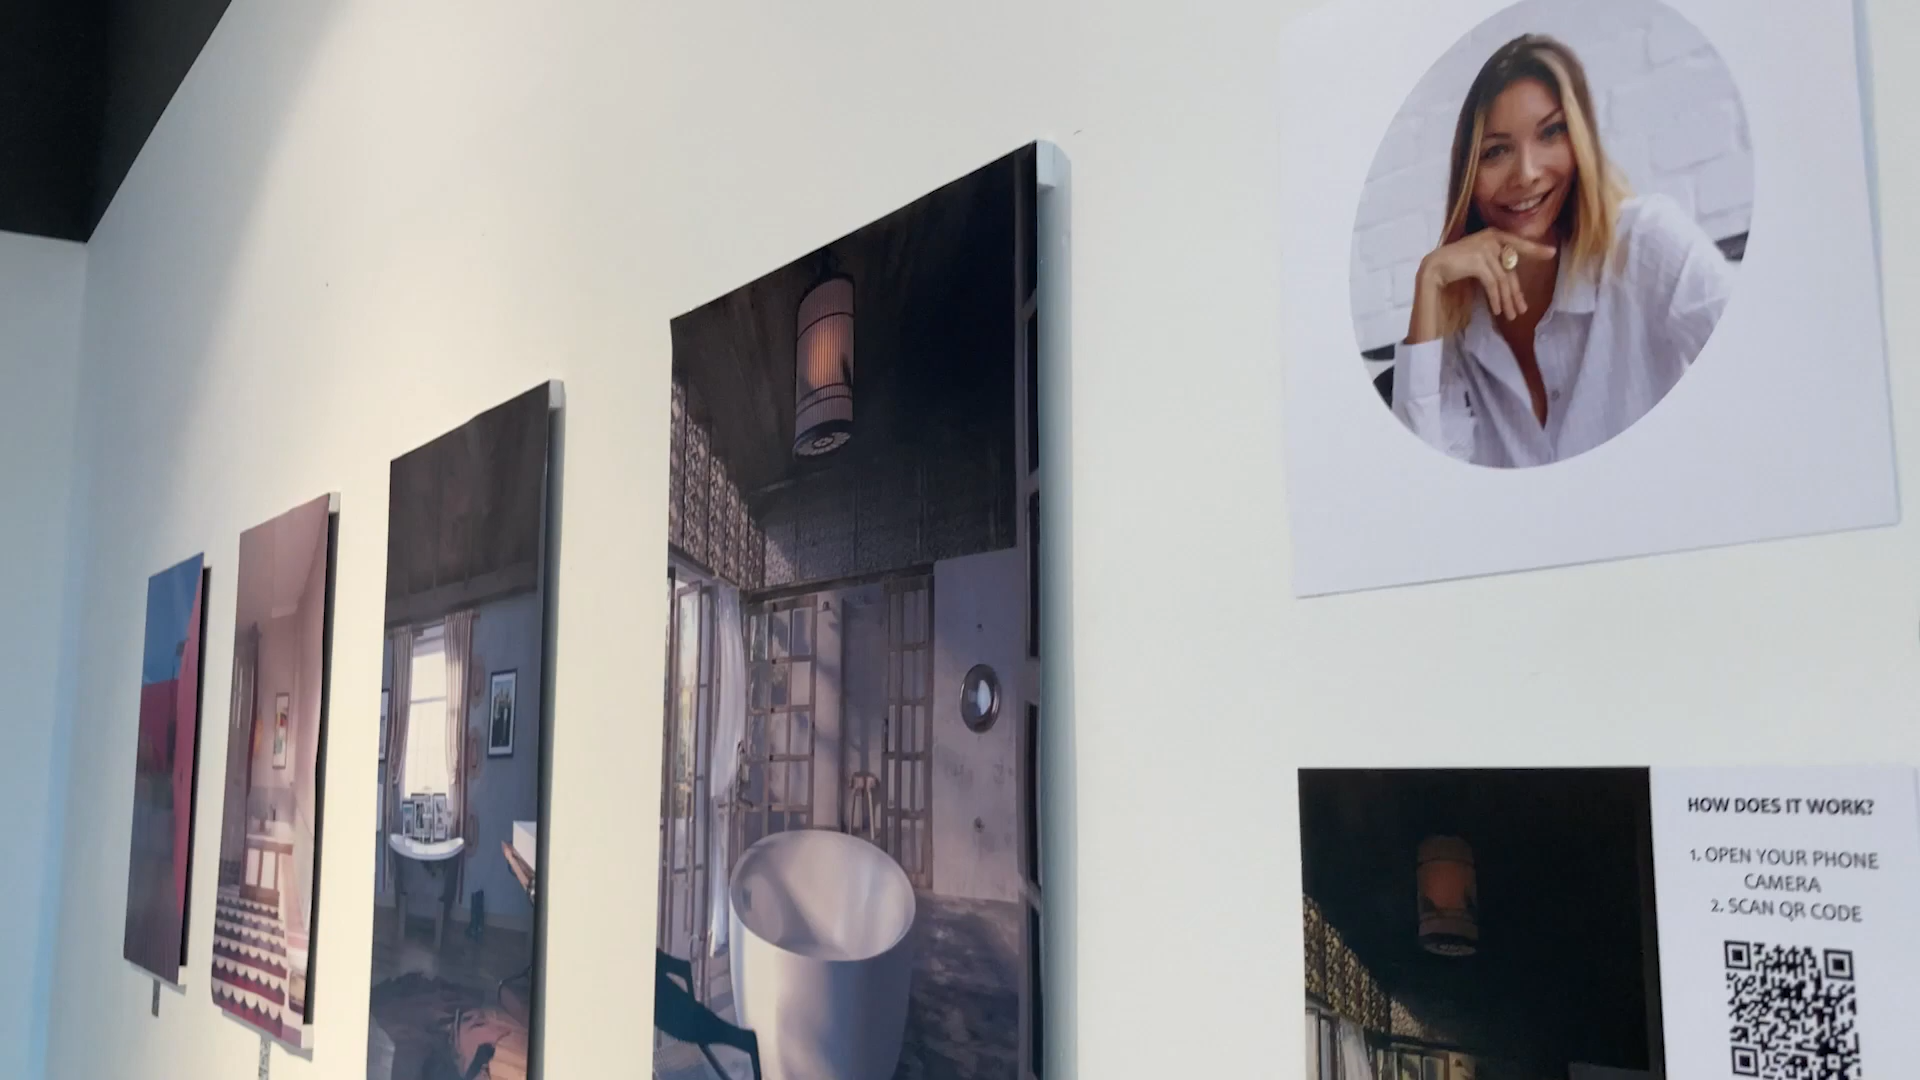 HOW DOES IT WORK?
1. OPEN YOUR PHONE
CAMERA
2. SCAN QR CODE